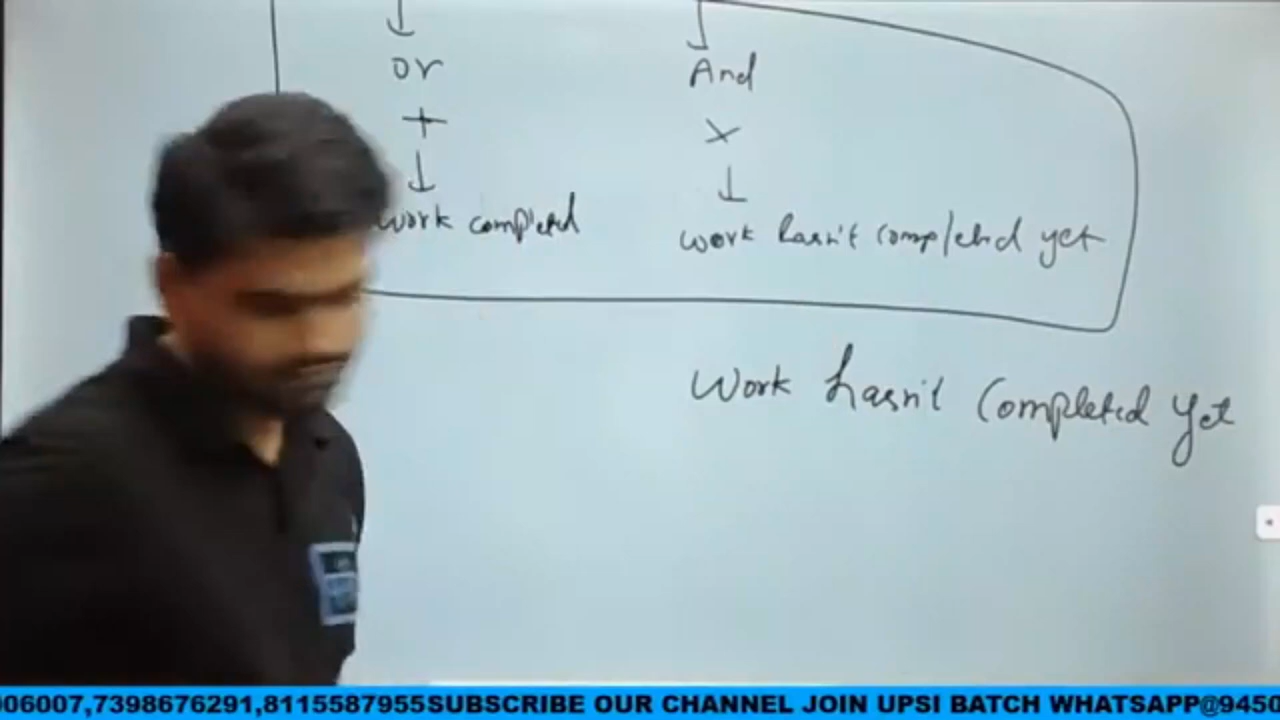 or And
+ ×
work completed work hasn't completed yet
Work hasn't Completed Yet
006007,7398676291,8115587955SUBSCRIBE OUR CHANNEL JOIN UPSI BATCH WHATSAPP@9450